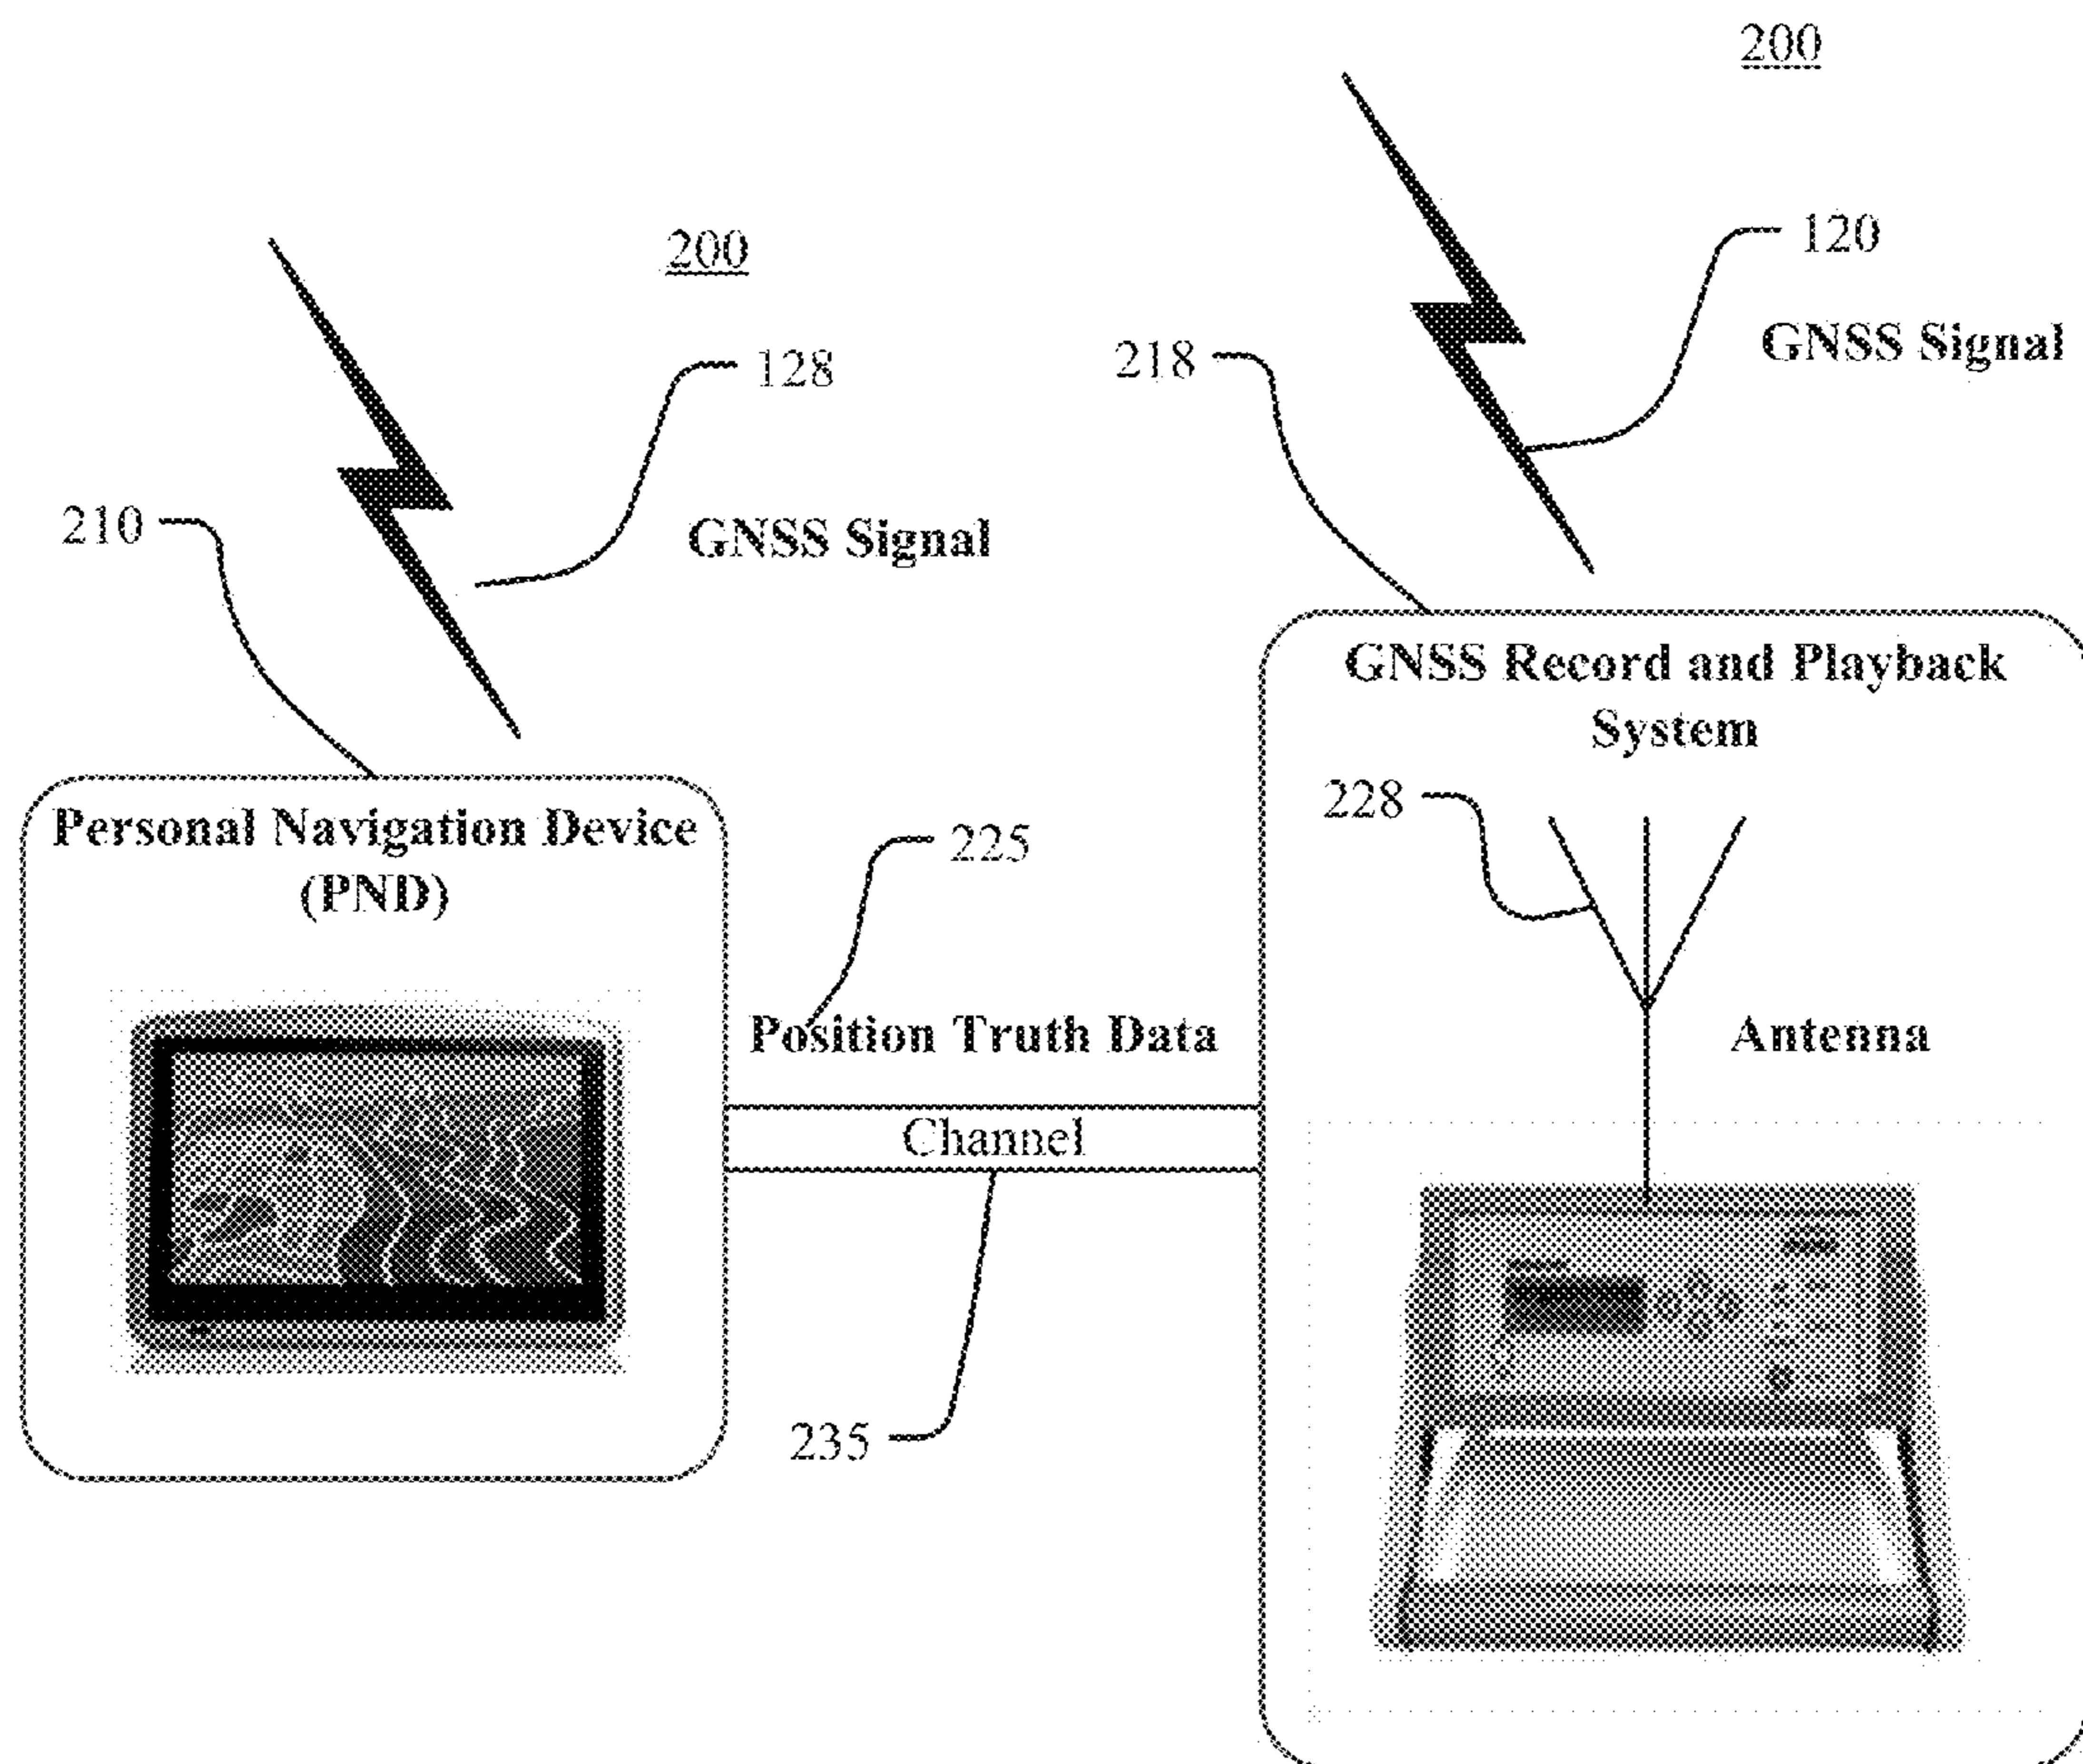 200
120
GNSS Signal
200
128
218
210
GNSS Signal
GNSS Record and Playback
System
228
Personal Navigation Device
(PND)
225
Position Truth Data
Antenna
Channel
235